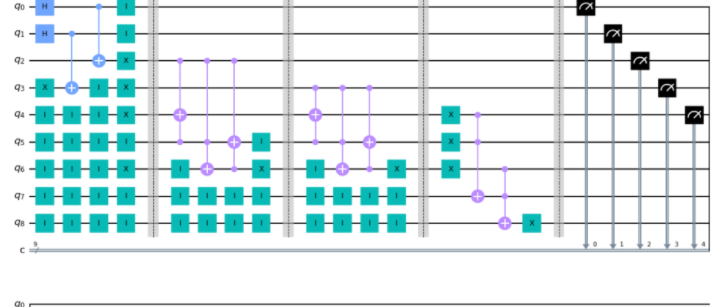 q0 H I
q1 H I
q2 X
q3 X I I X
q4 I I I X X
q5 I I I I I X
q6 I I I X I X I X X
q7 I I I I I I I I I I I I
q8 I I I I I I I I I I I I X
c 9 0 1 2 3 4
q0